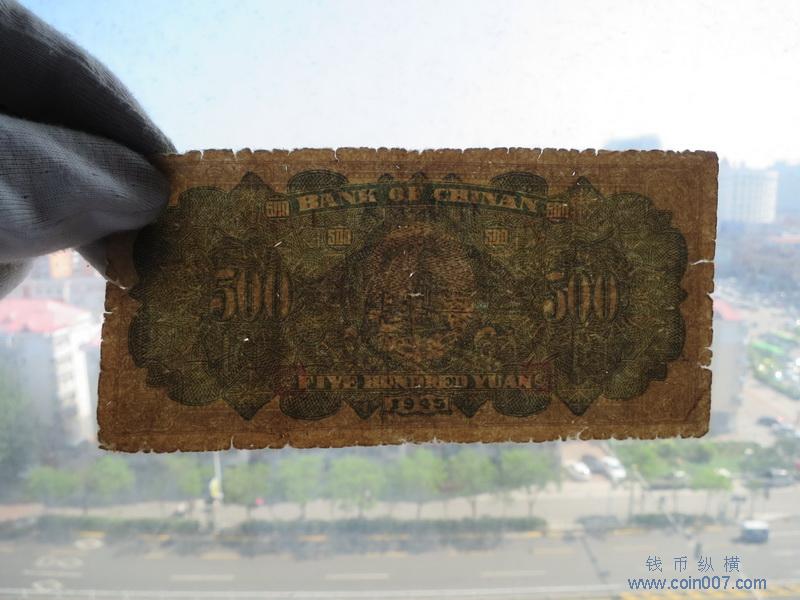 500 BANK OF CHINAN 500
500 500
500 500
FIVE HUNDRED YUAN
1945
钱币纵横
www.coin007.com